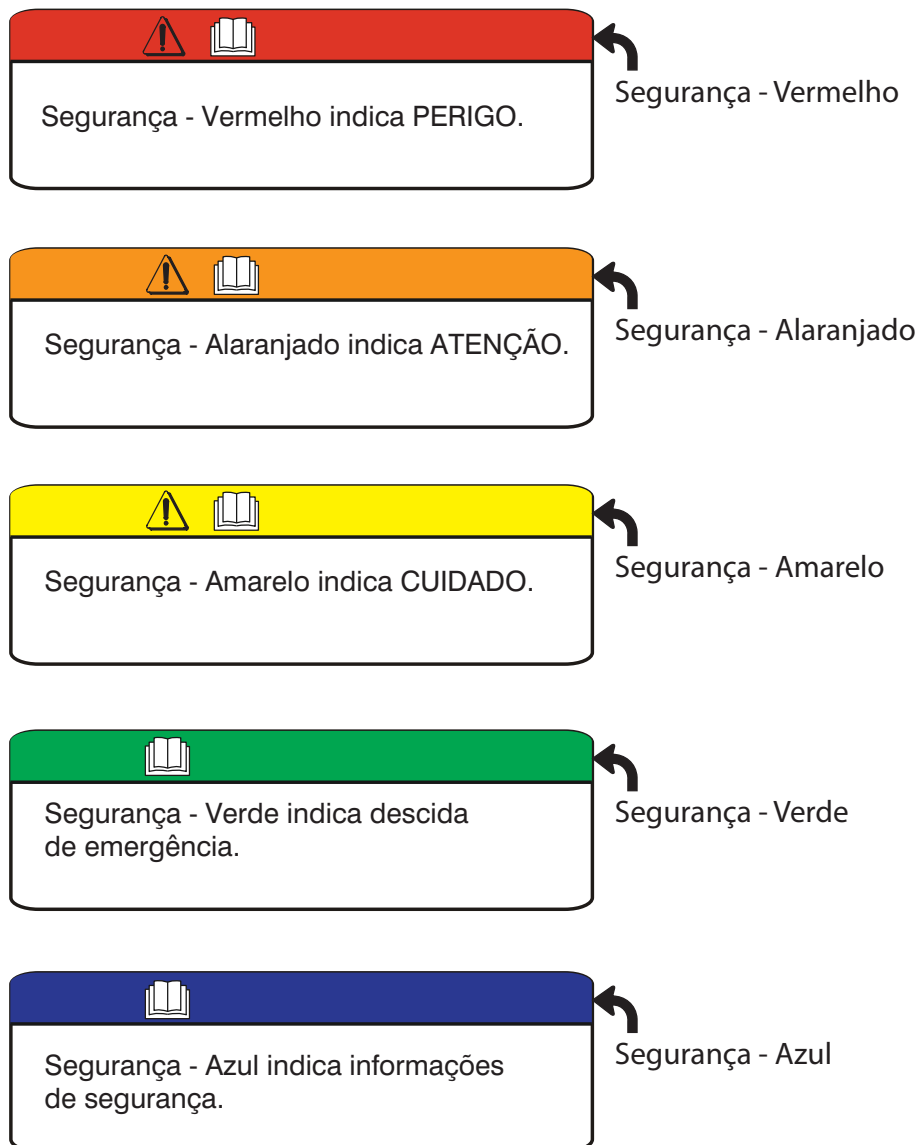 Segurança - Vermelho
Segurança - Vermelho indica PERIGO.
Segurança - Alaranjado
Segurança - Alaranjado indica ATENÇÃO.
Segurança - Amarelo
Segurança - Amarelo indica CUIDADO.
Segurança - Verde
Segurança - Verde indica descida
de emergência.
Segurança - Azul
Segurança - Azul indica informações
de segurança.